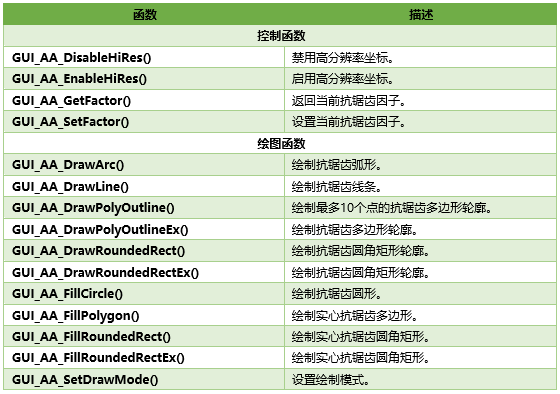 函数 描述
控制函数
GUI_AA_DisableHiRes() 禁用高分辨率坐标。
GUI_AA_EnableHiRes() 启用高分辨率坐标。
GUI_AA_GetFactor() 返回当前抗锯齿因子。
GUI_AA_SetFactor() 设置当前抗锯齿因子。
绘图函数
GUI_AA_DrawArc() 绘制抗锯齿弧形。
GUI_AA_DrawLine() 绘制抗锯齿线条。
GUI_AA_DrawPolyOutline() 绘制最多10个点的抗锯齿多边形轮廓。
GUI_AA_DrawPolyOutlineEx() 绘制抗锯齿多边形轮廓。
GUI_AA_DrawRoundedRect() 绘制抗锯齿圆角矩形轮廓。
GUI_AA_DrawRoundedRectEx() 绘制抗锯齿圆角矩形轮廓。
GUI_AA_FillCircle() 绘制抗锯齿圆形。
GUI_AA_FillPolygon() 绘制实心抗锯齿多边形。
GUI_AA_FillRoundedRect() 绘制实心抗锯齿圆角矩形。
GUI_AA_FillRoundedRectEx() 绘制实心抗锯齿圆角矩形。
GUI_AA_SetDrawMode() 设置绘制模式。